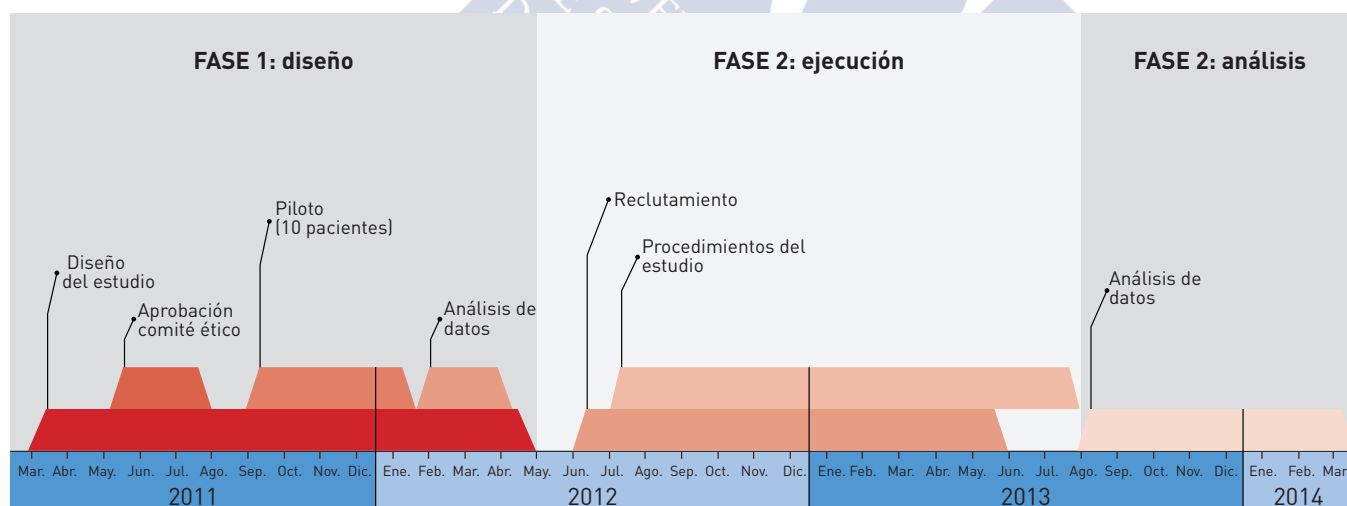 FASE 1: diseño
FASE 2: ejecución
FASE 2: análisis
Diseño
del estudio
Aprobación
comité ético
Piloto
(10 pacientes)
Análisis de
datos
Reclutamiento
Procedimientos del
estudio
Análisis de
datos
Mar. Abr. May. Jun. Jul. Ago. Sep. Oct. Nov. Dic. Ene. Feb. Mar. Abr. May. Jun. Jul. Ago. Sep. Oct. Nov. Dic. Ene. Feb. Mar. Abr. May. Jun. Jul. Ago. Sep. Oct. Nov. Dic. Ene. Feb. Mar
2011 2012 2013 2014